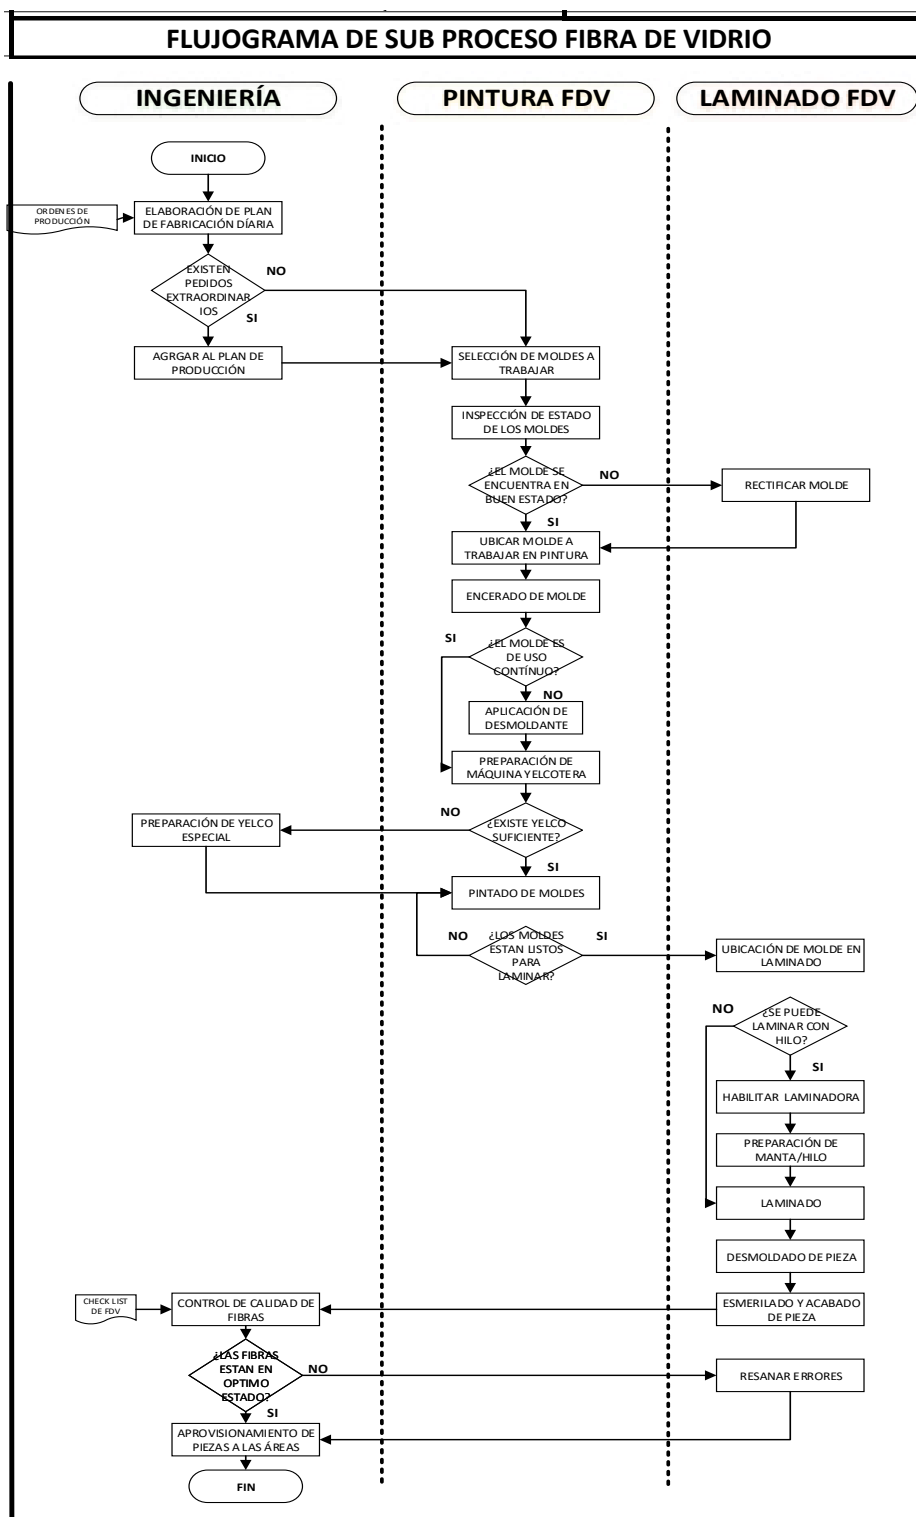 FLUJOGRAMA DE SUB PROCESO FIBRA DE VIDRIO
INGENIERÍA
PINTURA FDV
LAMINADO FDV
INICIO
ORDENES DE
PRODUCCIÓN
ELABORACIÓN DE PLAN
DE FABRICACIÓN DÍARIA
EXISTEN
PEDIDOS
EXTRAORDINAR
IOS
NO
SI
AGRGAR AL PLAN DE
PRODUCCIÓN
SELECCIÓN DE MOLDES A
TRABAJAR
INSPECCIÓN DE ESTADO
DE LOS MOLDES
¿EL MOLDE SE
ENCUENTRA EN
BUEN ESTADO?
NO
SI
RECTIFICAR MOLDE
UBICAR MOLDE A
TRABAJAR EN PINTURA
ENCERADO DE MOLDE
SI
¿EL MOLDE ES
DE USO
CONTÍNUO?
NO
APLICACIÓN DE
DESMOLDANTE
PREPARACIÓN DE
MÁQUINA YELCOTERA
NO
¿EXISTE YELCO
SUFICIENTE?
SI
PREPARACIÓN DE YELCO
ESPECIAL
PINTADO DE MOLDES
NO
¿LOS MOLDES
ESTAN LISTOS
PARA
LAMINAR?
SI
UBICACIÓN DE MOLDE EN
LAMINADO
NO
¿SE PUEDE
LAMINAR CON
HILO?
SI
HABILITAR LAMINADORA
PREPARACIÓN DE
MANTA/HILO
LAMINADO
DESMOLDADO DE PIEZA
ESMERILADO Y ACABADO
DE PIEZA
CHECK LIST
DE FDV
CONTROL DE CALIDAD DE
FIBRAS
¿LAS FIBRAS
ESTAN EN
OPTIMO
ESTADO?
NO
SI
RESANAR ERRORES
APROVISIONAMIENTO DE
PIEZAS A LAS ÁREAS
FIN